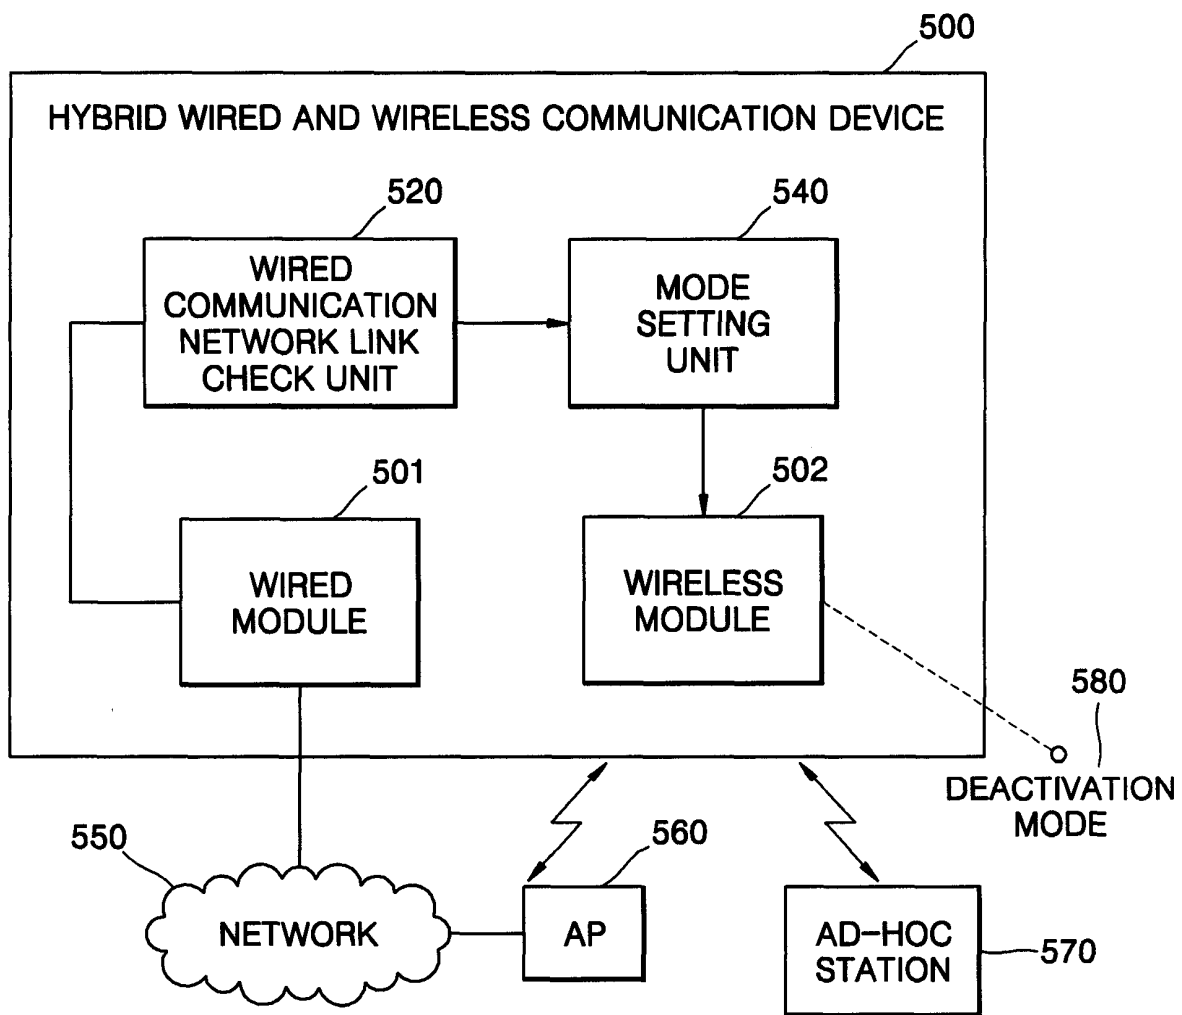 500
HYBRID WIRED AND WIRELESS COMMUNICATION DEVICE
520
540
WIRED
COMMUNICATION
NETWORK LINK
CHECK UNIT
MODE
SETTING
UNIT
501
502
WIRED
MODULE
WIRELESS
MODULE
580
DEACTIVATION
MODE
550
560
NETWORK
AP
AD-HOC
STATION
570